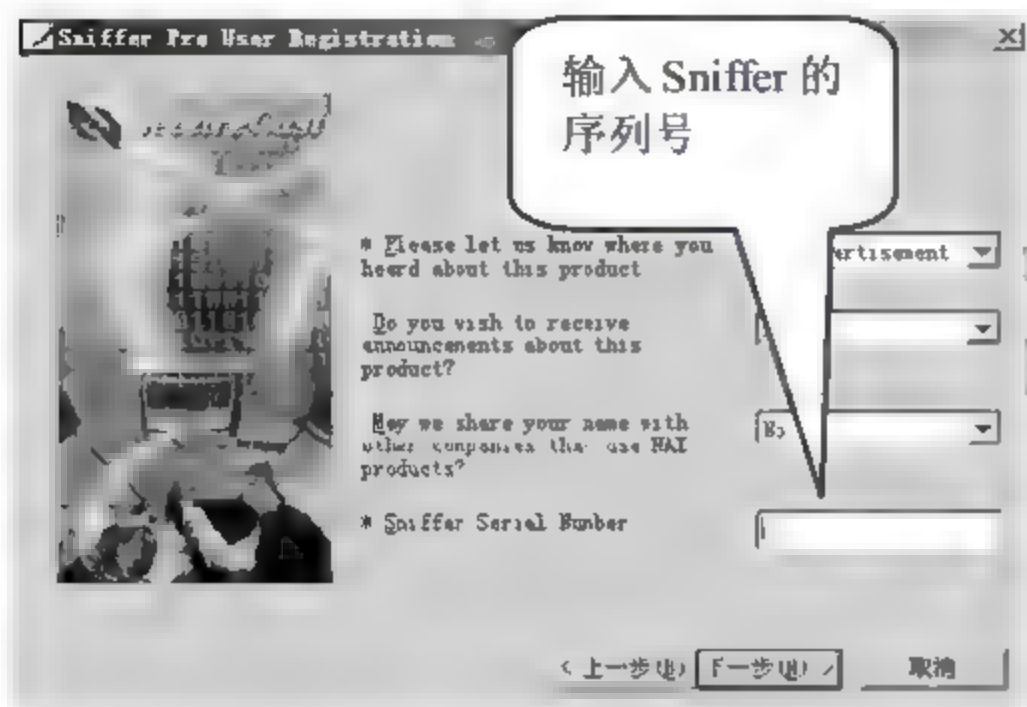 Sniffer Pro User Registration
输入 Sniffer 的
序列号
* Please let us know where you
heard about this product
ertisement
Do you wish to receive
announcements about this
product?
May we share your name with
other companies that use NAI
products?
No
* Sniffer Serial Number
< 上一步(B)
下一步(N) >
取消